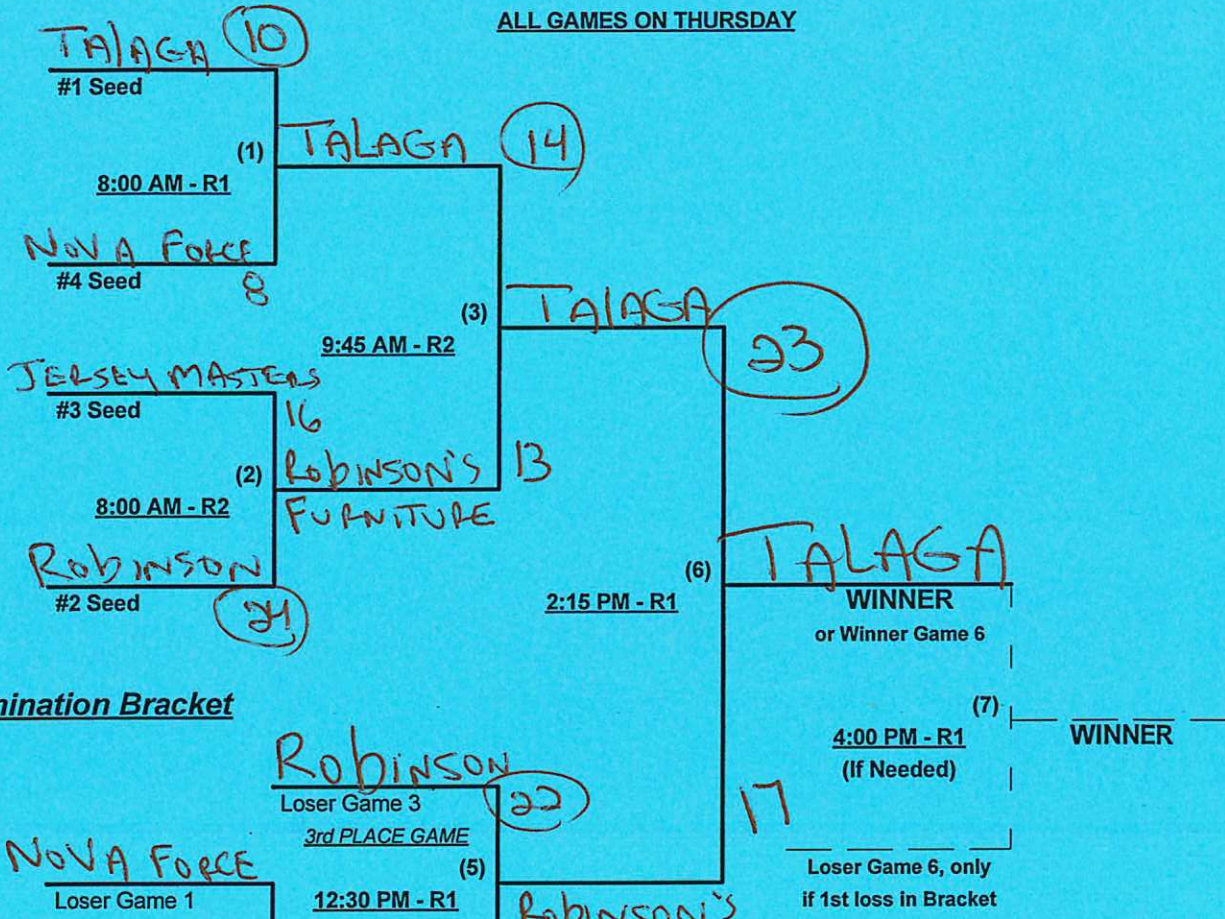 ALL GAMES ON THURSDAY
TAlAGA 10
#1 Seed
(1) TALAGA 14
8:00 AM - R1
NOVA FORCE
#4 Seed 8
(3) TAlAGA 23
9:45 AM - R2
JERSEY MASTERS
#3 Seed 16
(2) RobINSON'S 13
8:00 AM - R2 FURNITURE
RobINSON
#2 Seed 24
(6) TALAGA
2:15 PM - R1 WINNER
or Winner Game 6
mination Bracket
(7)
4:00 PM - R1 WINNER
(If Needed)
RobINSON
Loser Game 3 22 17
3rd PLACE GAME
NOVA FORCE (5)
Loser Game 1 12:30 PM - R1
Loser Game 6, only
if 1st loss in Bracket
RobINSON'S